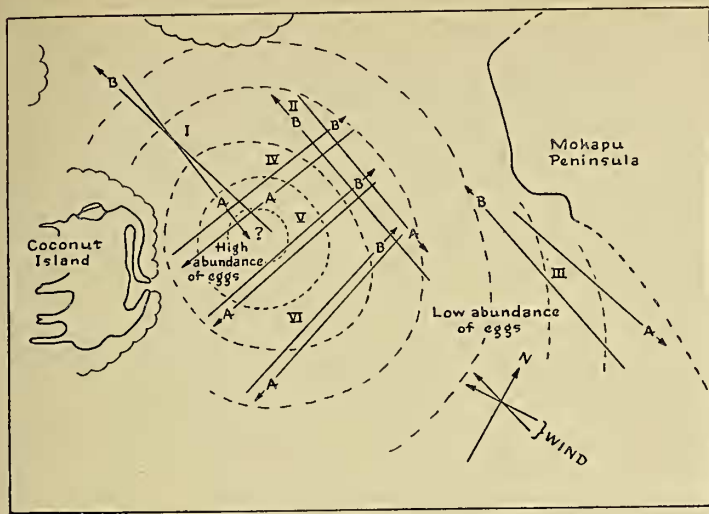 B
I
II
B
B
IV
A
A
B
V
?
High
abundance
of eggs
B
A
A
VI
A
Coconut
Island
Mokapu
Peninsula
B
III
A
Low abundance
of eggs
N
WIND